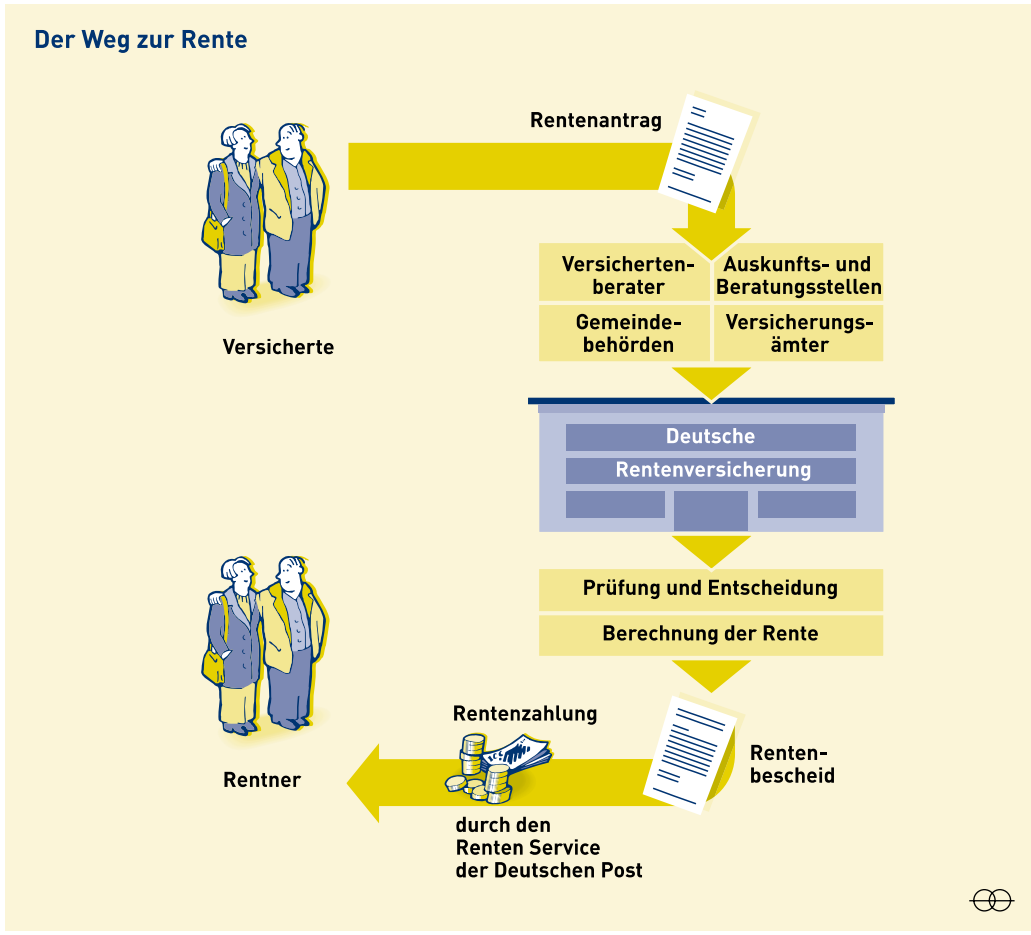 Der Weg zur Rente
Rentenantrag
Versicherten-
berater
Auskunfts- und
Beratungsstellen
Gemeinde-
behörden
Versicherungs-
ämter
Versicherte
Deutsche
Rentenversicherung
Prüfung und Entscheidung
Berechnung der Rente
Renten-
bescheid
Rentenzahlung
durch den
Renten Service
der Deutschen Post
Rentner